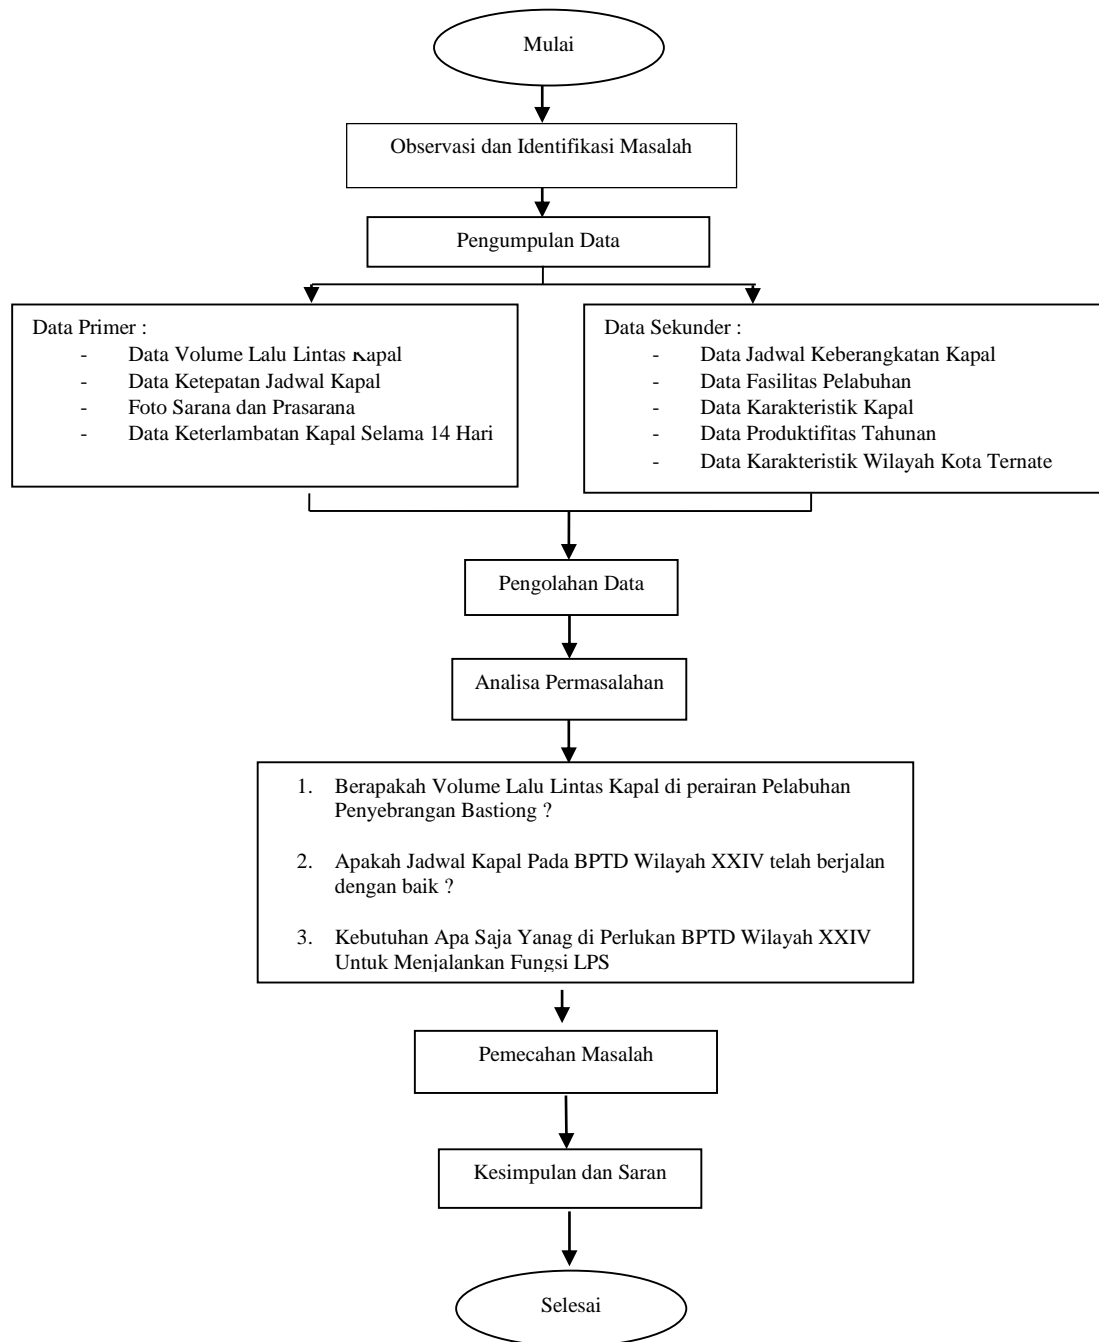 Mulai
Observasi dan Identifikasi Masalah
Pengumpulan Data
Data Primer :
- Data Volume Lalu Lintas Kapal
- Data Ketepatan Jadwal Kapal
- Foto Sarana dan Prasarana
- Data Keterlambatan Kapal Selama 14 Hari
Data Sekunder :
- Data Jadwal Keberangkatan Kapal
- Data Fasilitas Pelabuhan
- Data Karakteristik Kapal
- Data Produktifitas Tahunan
- Data Karakteristik Wilayah Kota Ternate
Pengolahan Data
Analisa Permasalahan
1. Berapakah Volume Lalu Lintas Kapal di perairan Pelabuhan
Penyebrangan Bastiong ?
2. Apakah Jadwal Kapal Pada BPTD Wilayah XXIV telah berjalan
dengan baik ?
3. Kebutuhan Apa Saja Yanag di Perlukan BPTD Wilayah XXIV
Untuk Menjalankan Fungsi LPS
Pemecahan Masalah
Kesimpulan dan Saran
Selesai